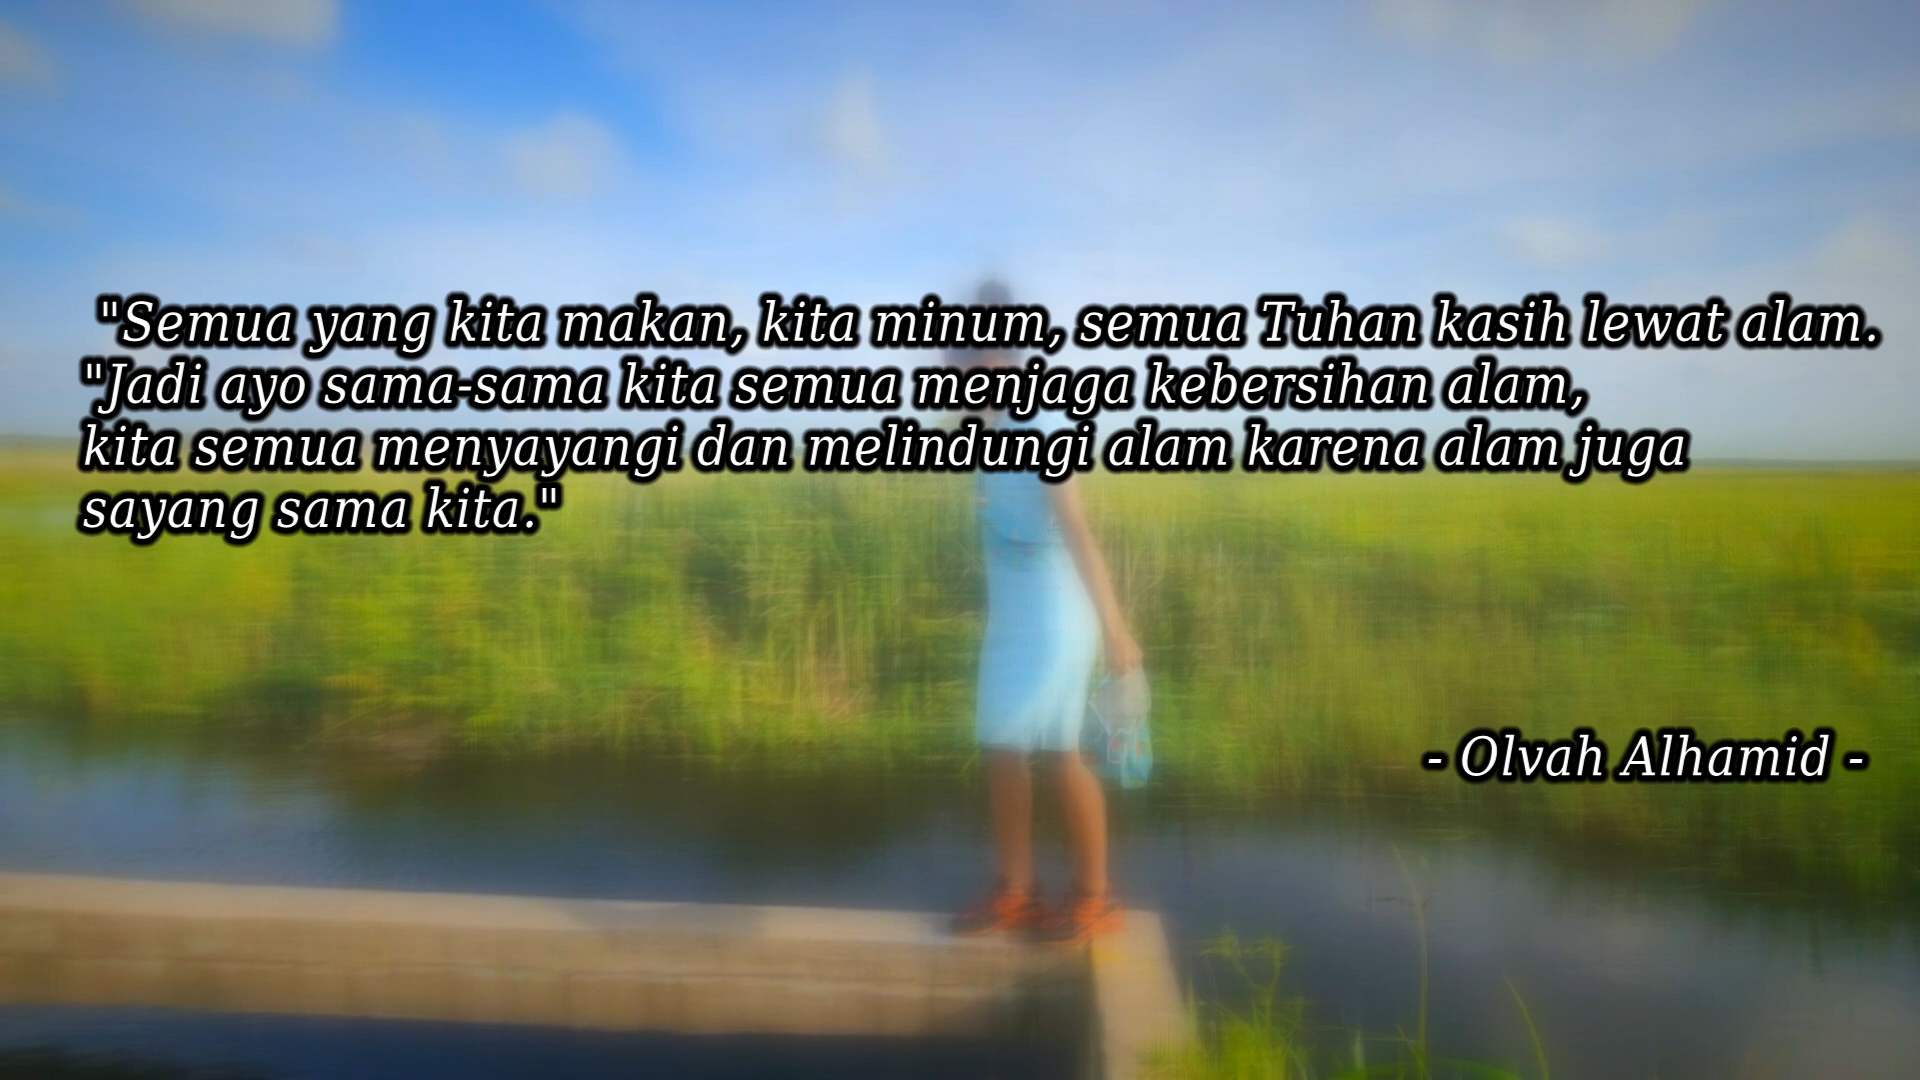 "Semua yang kita makan, kita minum, semua Tuhan kasih lewat alam.
"Jadi ayo sama-sama kita semua menjaga kebersihan alam,
kita semua menyayangi dan melindungi alam karena alam juga
sayang sama kita."
- Olvah Alhamid -